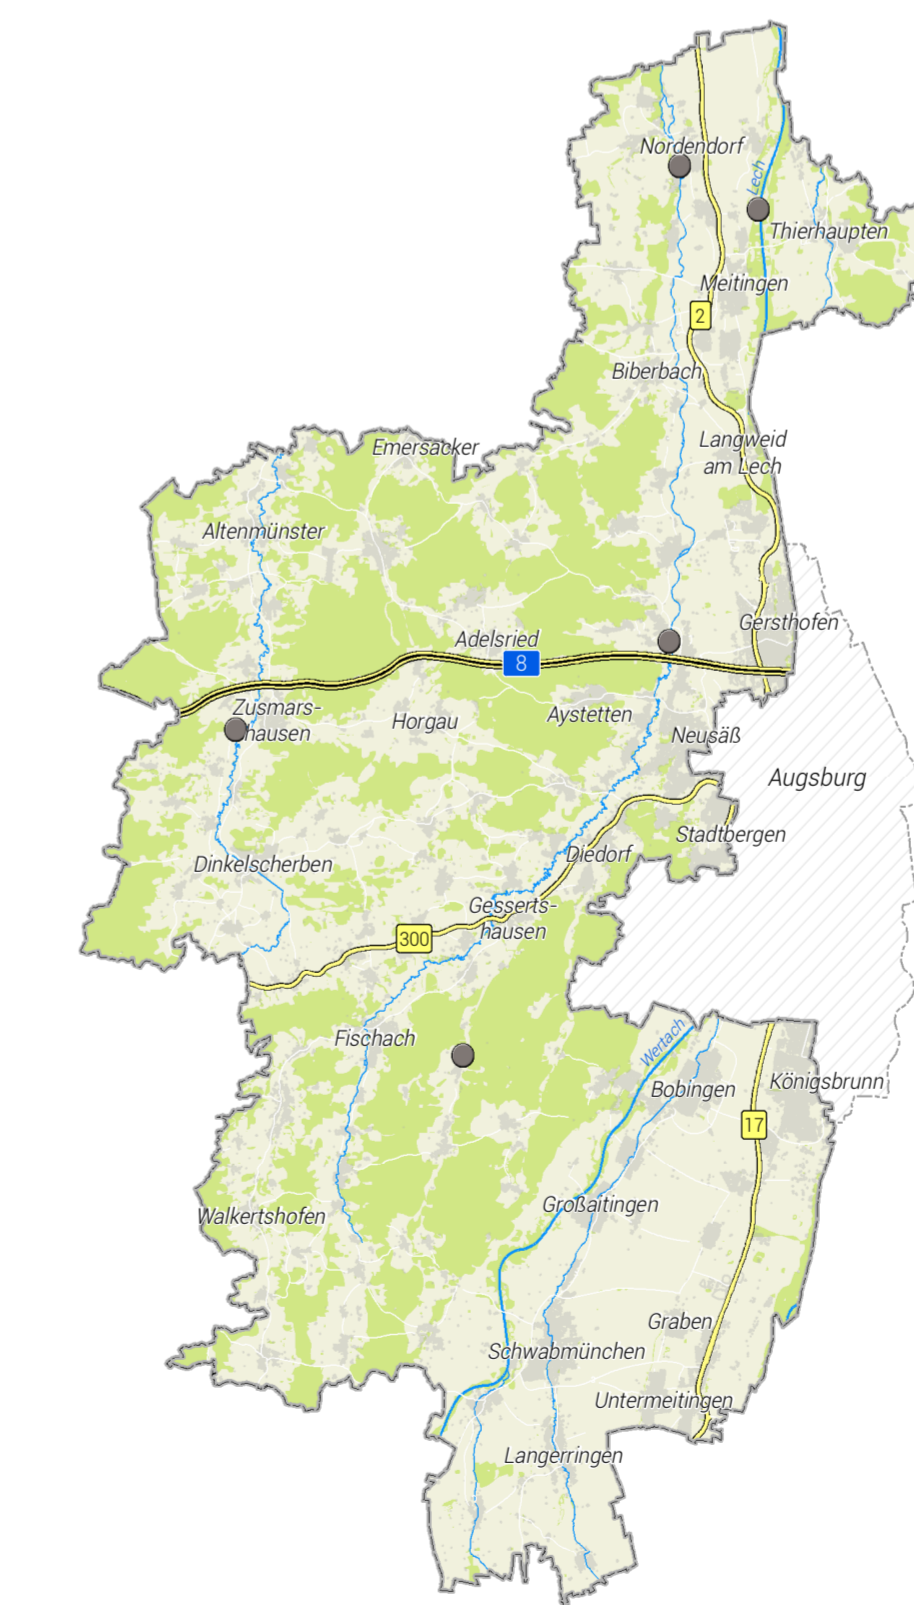 Nordendorf
Lech
Thierhaupten
Meitingen
2
Biberbach
Langweid
am Lech
Emersacker
Altenmünster
Gersthofen
Adelsried
8
Zusmars-
hausen
Horgau
Aystetten
Neusäß
Augsburg
Stadtbergen
Diedorf
Dinkelscherben
Gesserts-
hausen
300
Fischach
Wertach
Bobingen
Königsbrunn
17
Großaitingen
Walkertshofen
Graben
Schwabmünchen
Untermeitingen
Langerringen